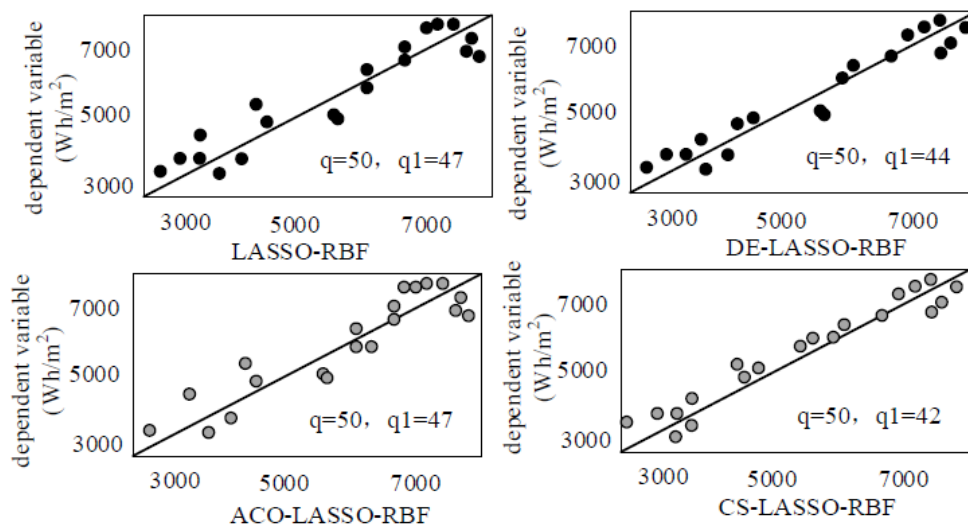 dependent variable
(Wh/m²)
7000
5000
3000
q=50, q1=47
3000 5000 7000
LASSO-RBF
dependent variable
(Wh/m²)
7000
5000
3000
q=50, q1=44
3000 5000 7000
DE-LASSO-RBF
dependent variable
(Wh/m²)
7000
5000
3000
q=50, q1=47
3000 5000 7000
ACO-LASSO-RBF
dependent variable
(Wh/m²)
7000
5000
3000
q=50, q1=42
3000 5000 7000
CS-LASSO-RBF